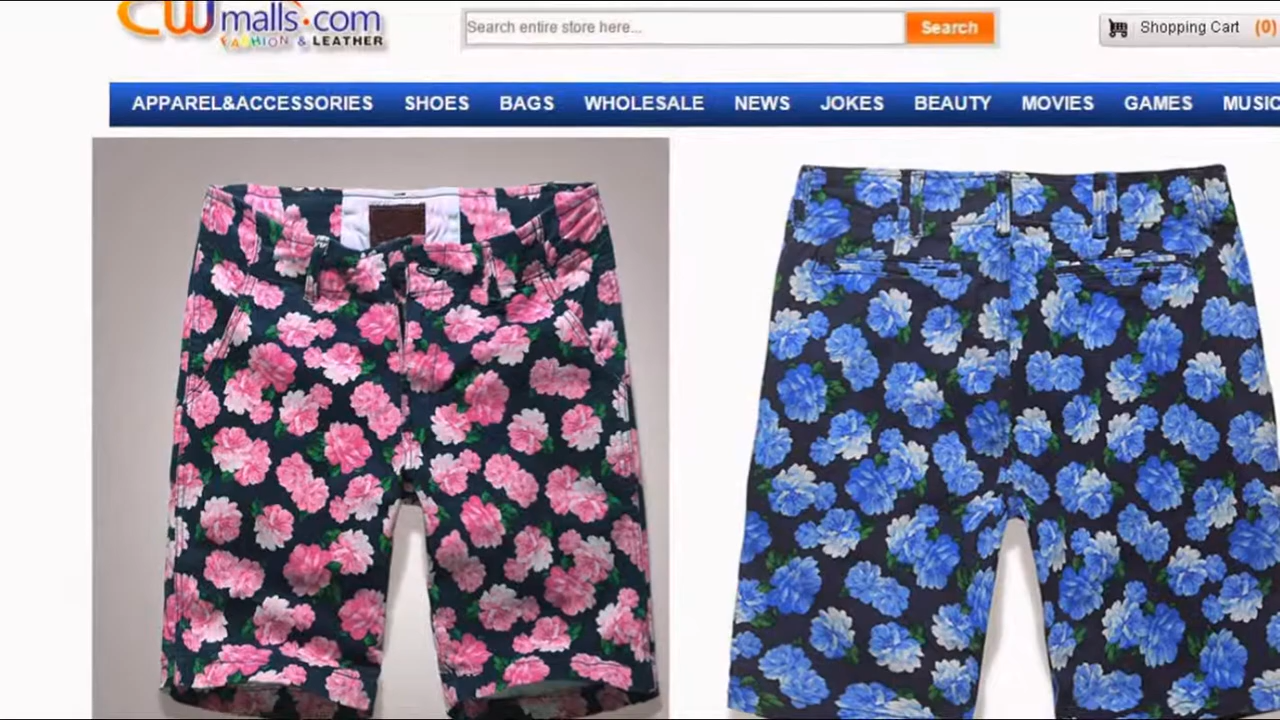 CWmalls.com
FASHION & LEATHER
Search entire store here...
Search
Shopping Cart (0)
APPAREL&ACCESSORIES SHOES BAGS WHOLESALE NEWS JOKES BEAUTY MOVIES GAMES MUSIC